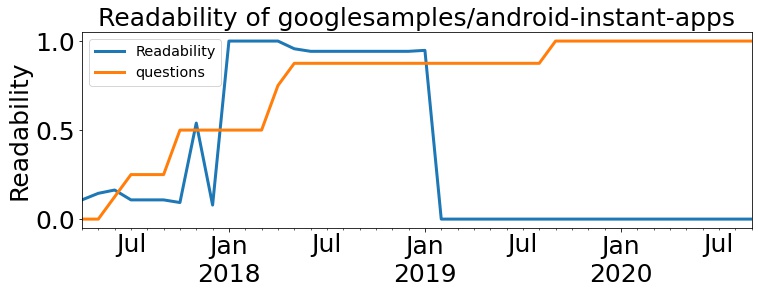 Readability of googlesamples/android-instant-apps
Readability
questions
Readability
1.0
0.5
0.0
Jul Jan Jul Jan Jul Jan Jul
2018 2019 2020